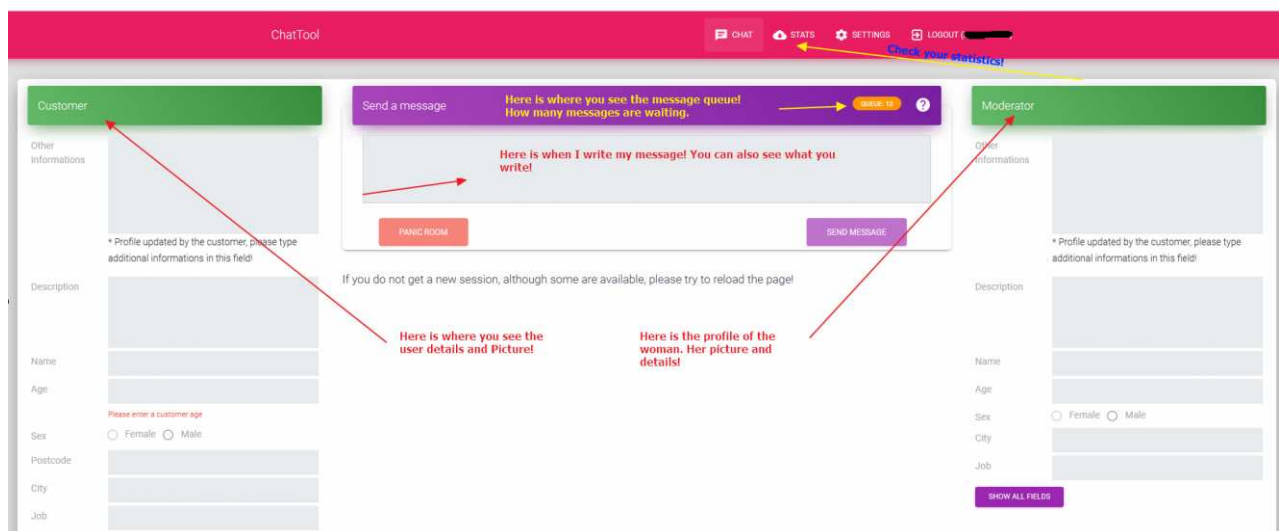 ChatTool
CHAT
STATS
SETTINGS
LOGOUT (
Check your statistics!
Customer
Send a message
Here is where you see the message queue!
How many messages are waiting.
QUEUE: 13
?
Moderator
Other
Informations
Here is when I write my message! You can also see what you
write!
Other
Informations
PANIC ROOM
SEND MESSAGE
* Profile updated by the customer, please type
additional informations in this field!
* Profile updated by the customer, please type
additional informations in this field!
If you do not get a new session, although some are available, please try to reload the page!
Description
Description
Here is where you see the
user details and Picture!
Here is the profile of the
woman. Her picture and
details!
Name
Name
Age
Age
Please enter a customer age
Sex
Female
Male
Sex
Female
Male
Postcode
City
City
Job
Job
SHOW ALL FIELDS